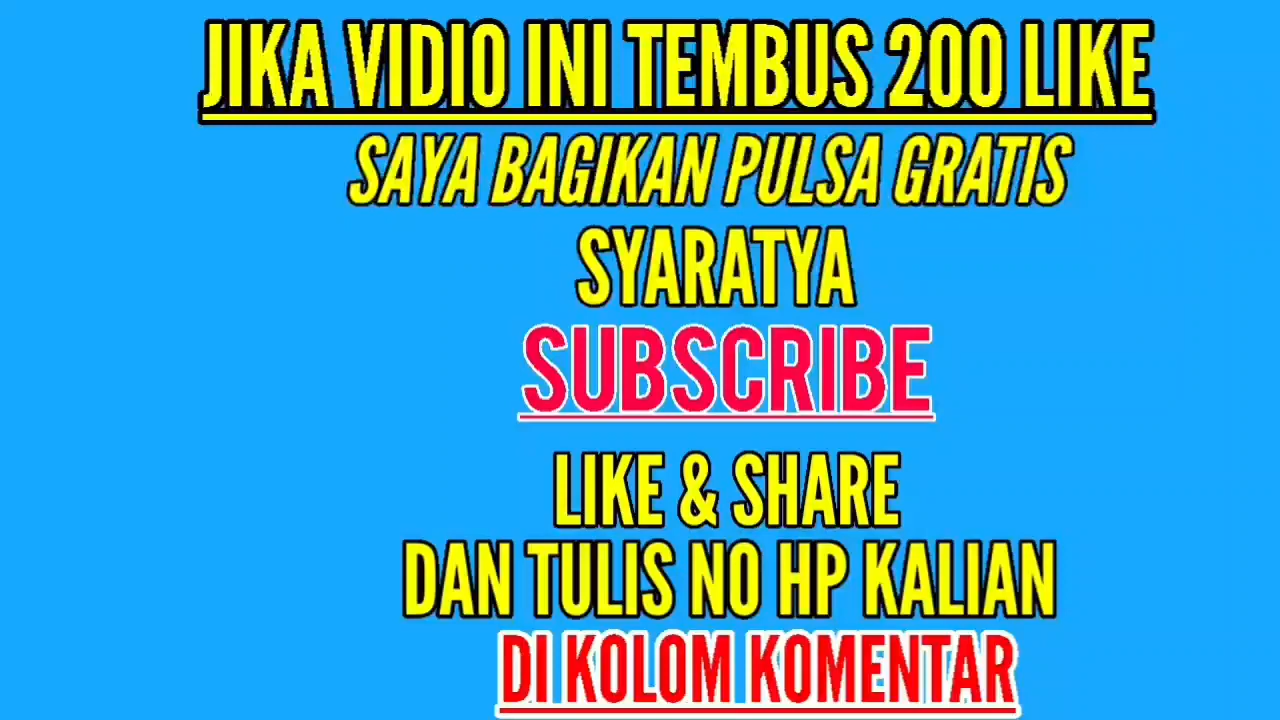 JIKA VIDIO INI TEMBUS 200 LIKE
SAYA BAGIKAN PULSA GRATIS
SYARATYA
SUBSCRIBE
LIKE & SHARE
DAN TULIS NO HP KALIAN
DI KOLOM KOMENTAR